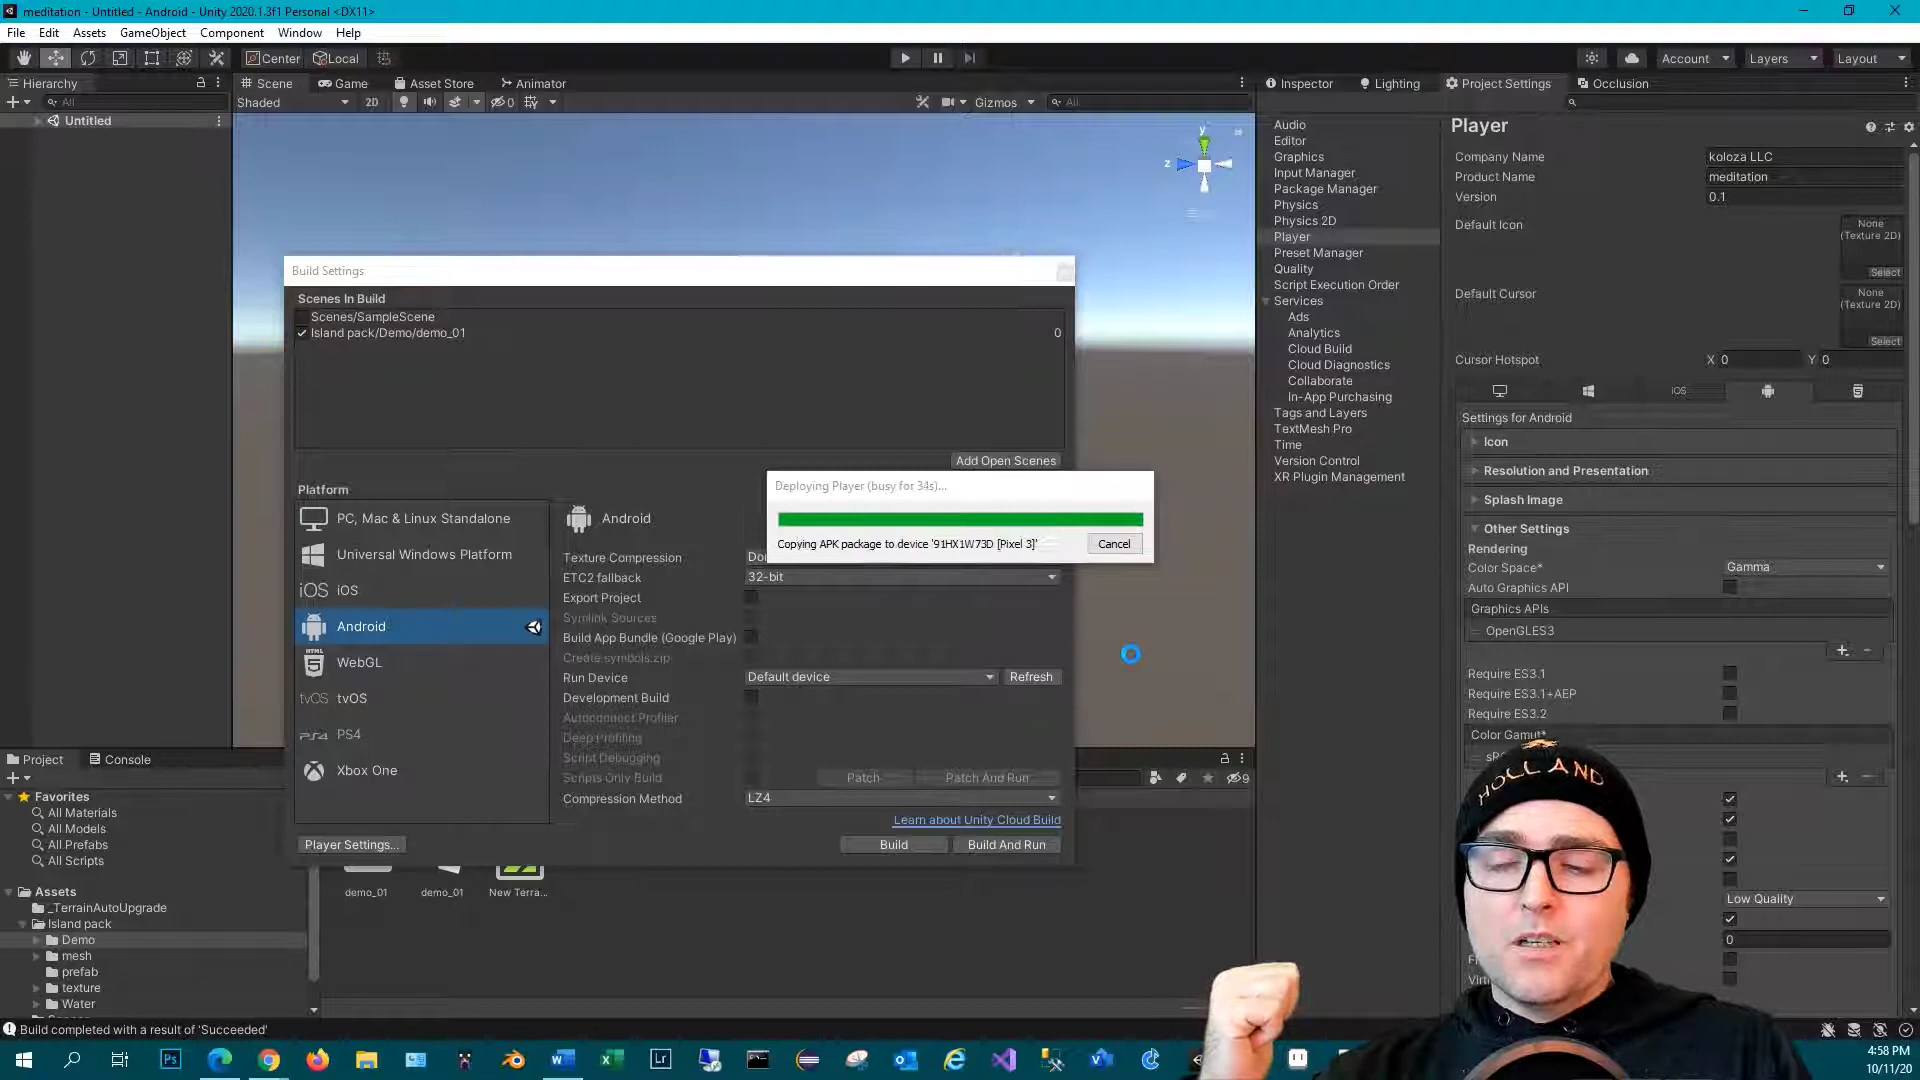 meditation - Untitled - Android - Unity 2020.1.3f1 Personal <DX11>
File Edit Assets GameObject Component Window Help
Center Local
Account Layers Layout
Hierarchy
Scene Game Asset Store Animator
Inspector Lighting Project Settings Occlusion
All
Shaded 2D 0 Gizmos All
Untitled
y
z
Audio
Editor
Graphics
Input Manager
Package Manager
Physics
Physics 2D
Player
Preset Manager
Quality
Script Execution Order
Services
Ads
Analytics
Cloud Build
Cloud Diagnostics
Collaborate
In-App Purchasing
Tags and Layers
TextMesh Pro
Time
Version Control
XR Plugin Management
Player
Company Name koloza LLC
Product Name meditation
Version 0.1
Default Icon
None
(Texture 2D)
Select
Default Cursor
None
(Texture 2D)
Select
Cursor Hotspot X 0 Y 0
iOS
Settings for Android
Icon
Resolution and Presentation
Splash Image
Other Settings
Rendering
Color Space* Gamma
Auto Graphics API
Graphics APIs
OpenGLES3
Require ES3.1
Require ES3.1+AEP
Require ES3.2
Color Gamut*
Low Quality
0
Build Settings
Scenes In Build
Scenes/SampleScene
Island pack/Demo/demo_01 0
Add Open Scenes
Platform
PC, Mac & Linux Standalone
Universal Windows Platform
iOS iOS
Android
HTML 5 WebGL
tvOS tvOS
PS4
Xbox One
Android
Texture Compression
ETC2 fallback 32-bit
Export Project
Symlink Sources
Build App Bundle (Google Play)
Create symbols.zip
Run Device Default device Refresh
Development Build
Autoconnect Profiler
Deep Profiling
Script Debugging
Scripts Only Build Patch Patch And Run
Compression Method LZ4
Learn about Unity Cloud Build
Player Settings... Build Build And Run
Deploying Player (busy for 34s)...
Copying APK package to device '91HX1W73D [Pixel 3]'
Cancel
Project Console
9
Favorites
All Materials
All Models
All Prefabs
All Scripts
Assets
_TerrainAutoUpgrade
Island pack
Demo
mesh
prefab
texture
Water
demo_01 demo_01 New Terra...
HOLLAND
Build completed with a result of 'Succeeded'
Ps
Lr
4:58 PM
10/11/20